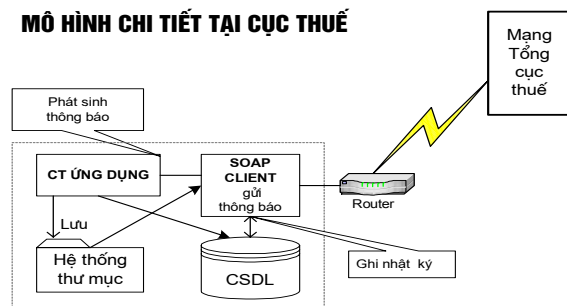 MÔ HÌNH CHI TIẾT TẠI CỤC THUẾ
Mạng
Tổng
cục
thuế
Phát sinh
thông báo
CT ỨNG DỤNG
SOAP
CLIENT
gửi
thông báo
Router
Lưu
Hệ thống
thư mục
CSDL
Ghi nhật ký